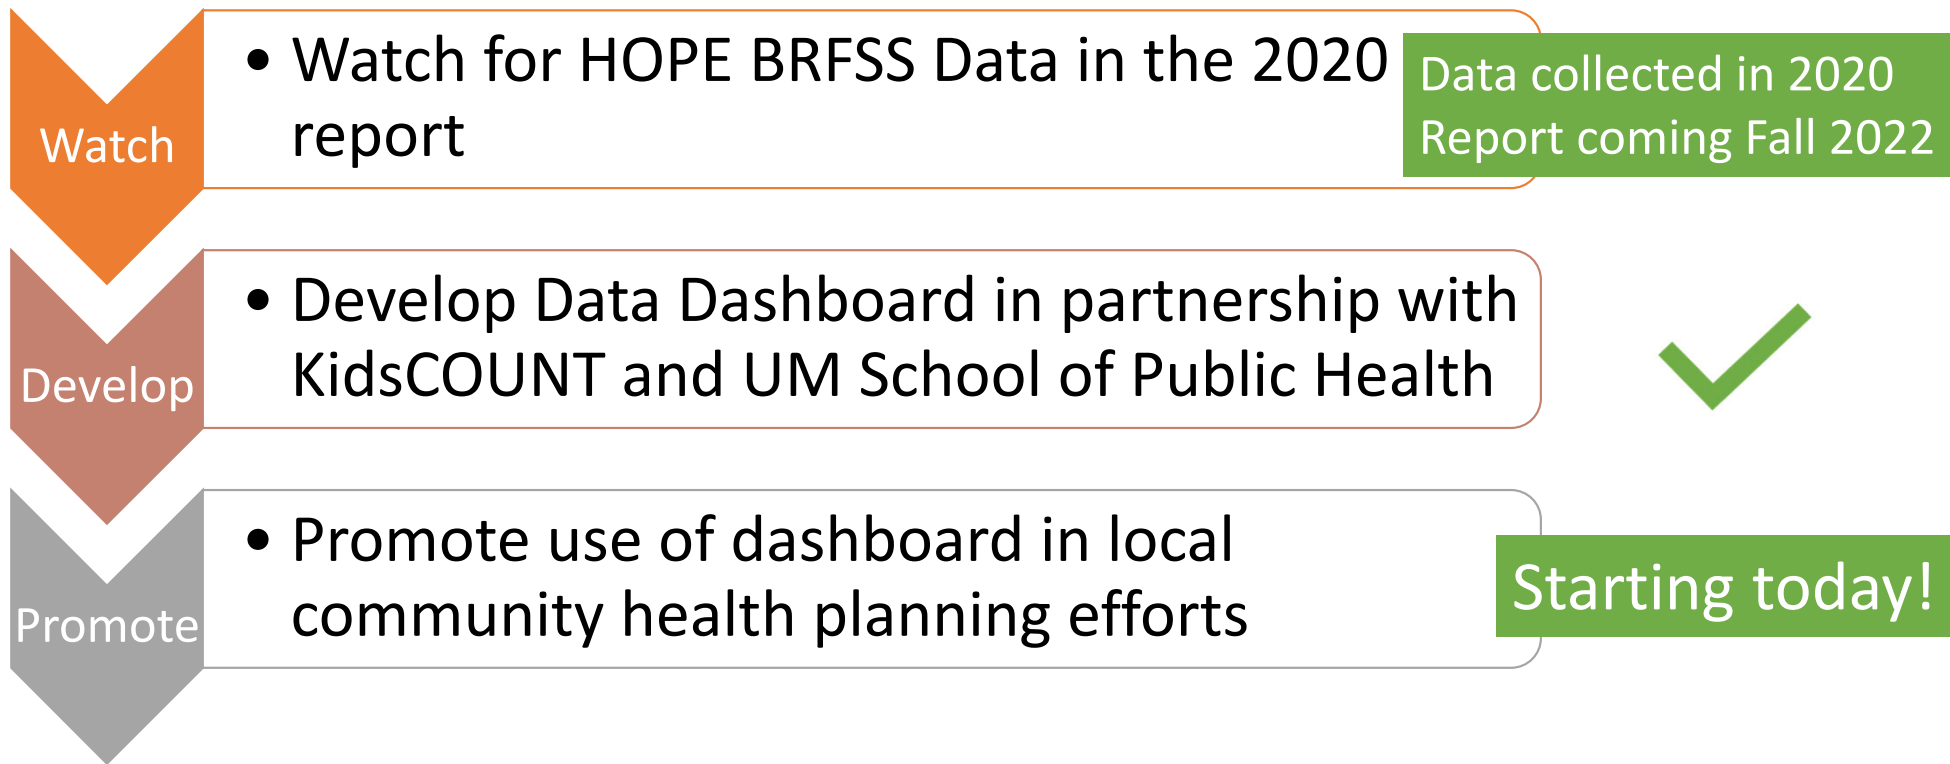 Watch
• Watch for HOPE BRFSS Data in the 2020
report
Data collected in 2020
Report coming Fall 2022
Develop
• Develop Data Dashboard in partnership with
KidsCOUNT and UM School of Public Health
Promote
• Promote use of dashboard in local
community health planning efforts
Starting today!